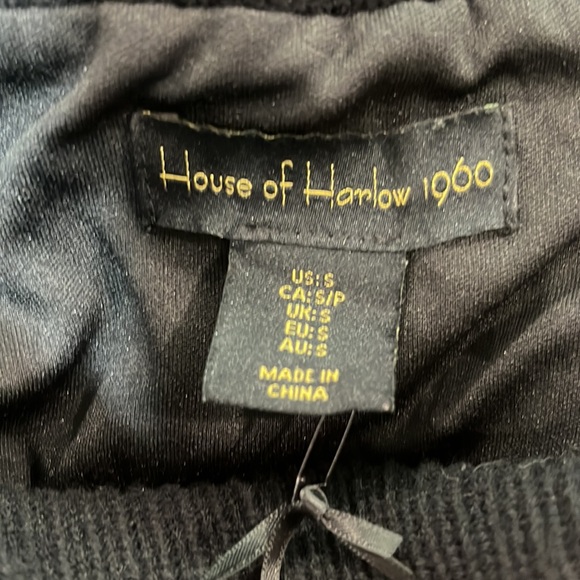 House of Harlow 1960
US: S
CA: S/P
UK: S
EU: S
AU: S
MADE IN
CHINA